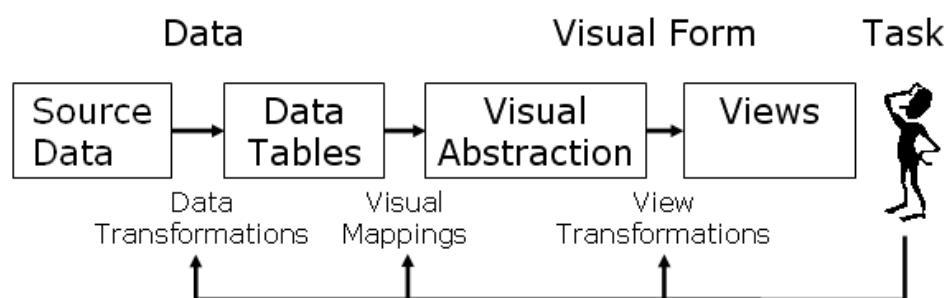 Data
Visual Form
Task
Source
Data
Data
Tables
Visual
Abstraction
Views
Data
Transformations
Visual
Mappings
View
Transformations